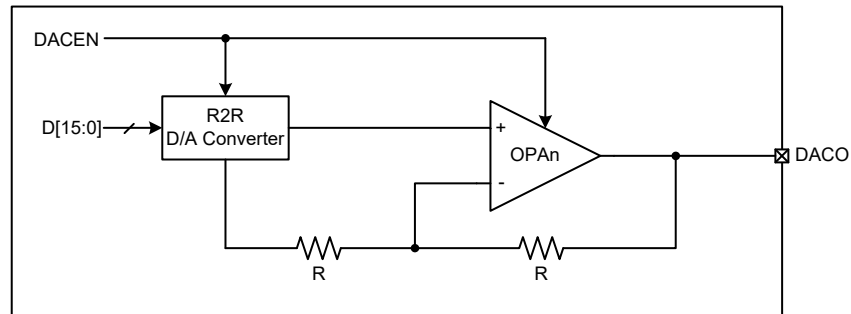 DACEN
D[15:0]
R2R
D/A Converter
+
OPAn
-
DACO
R
R